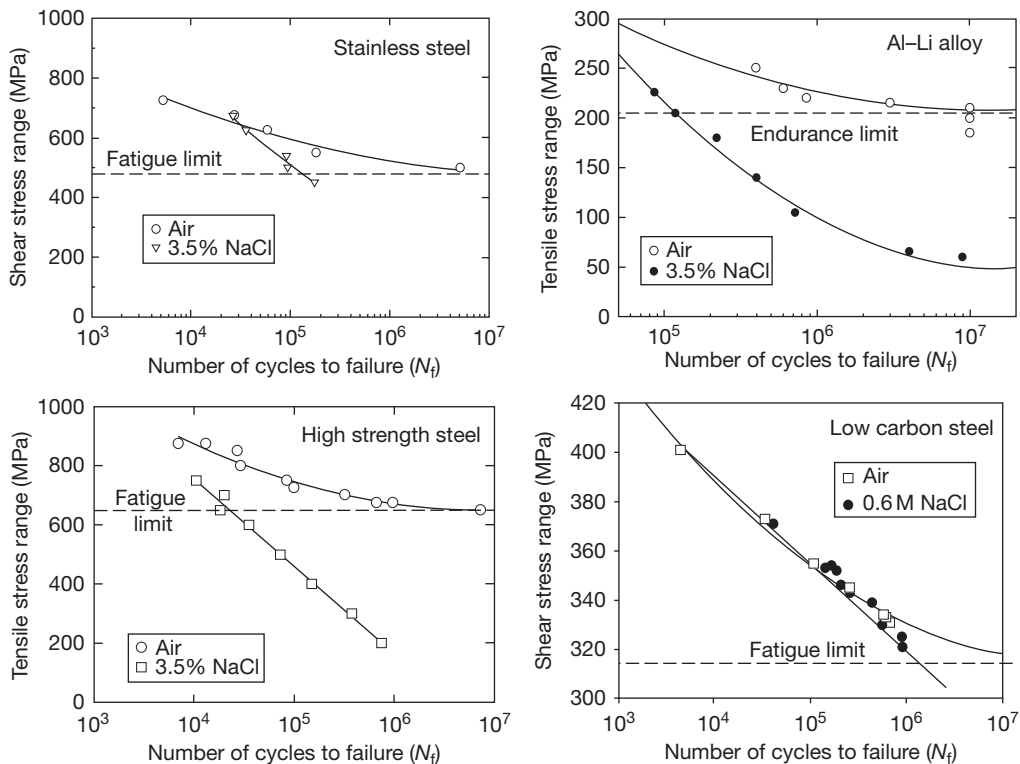 Stainless steel
Shear stress range (MPa)
1000
800
600
400
200
0
Fatigue limit
Air
3.5% NaCl
10³
10⁴
10⁵
10⁶
10⁷
Number of cycles to failure (N_f)
Al–Li alloy
Tensile stress range (MPa)
300
250
200
150
100
50
0
Endurance limit
Air
3.5% NaCl
10⁵
10⁶
10⁷
Number of cycles to failure (N_f)
High strength steel
Tensile stress range (MPa)
1000
800
600
400
200
0
Fatigue
limit
Air
3.5% NaCl
10³
10⁴
10⁵
10⁶
10⁷
Number of cycles to failure (N_f)
Low carbon steel
Shear stress range (MPa)
420
400
380
360
340
320
300
Air
0.6 M NaCl
Fatigue limit
10³
10⁴
10⁵
10⁶
10⁷
Number of cycles to failure (N_f)